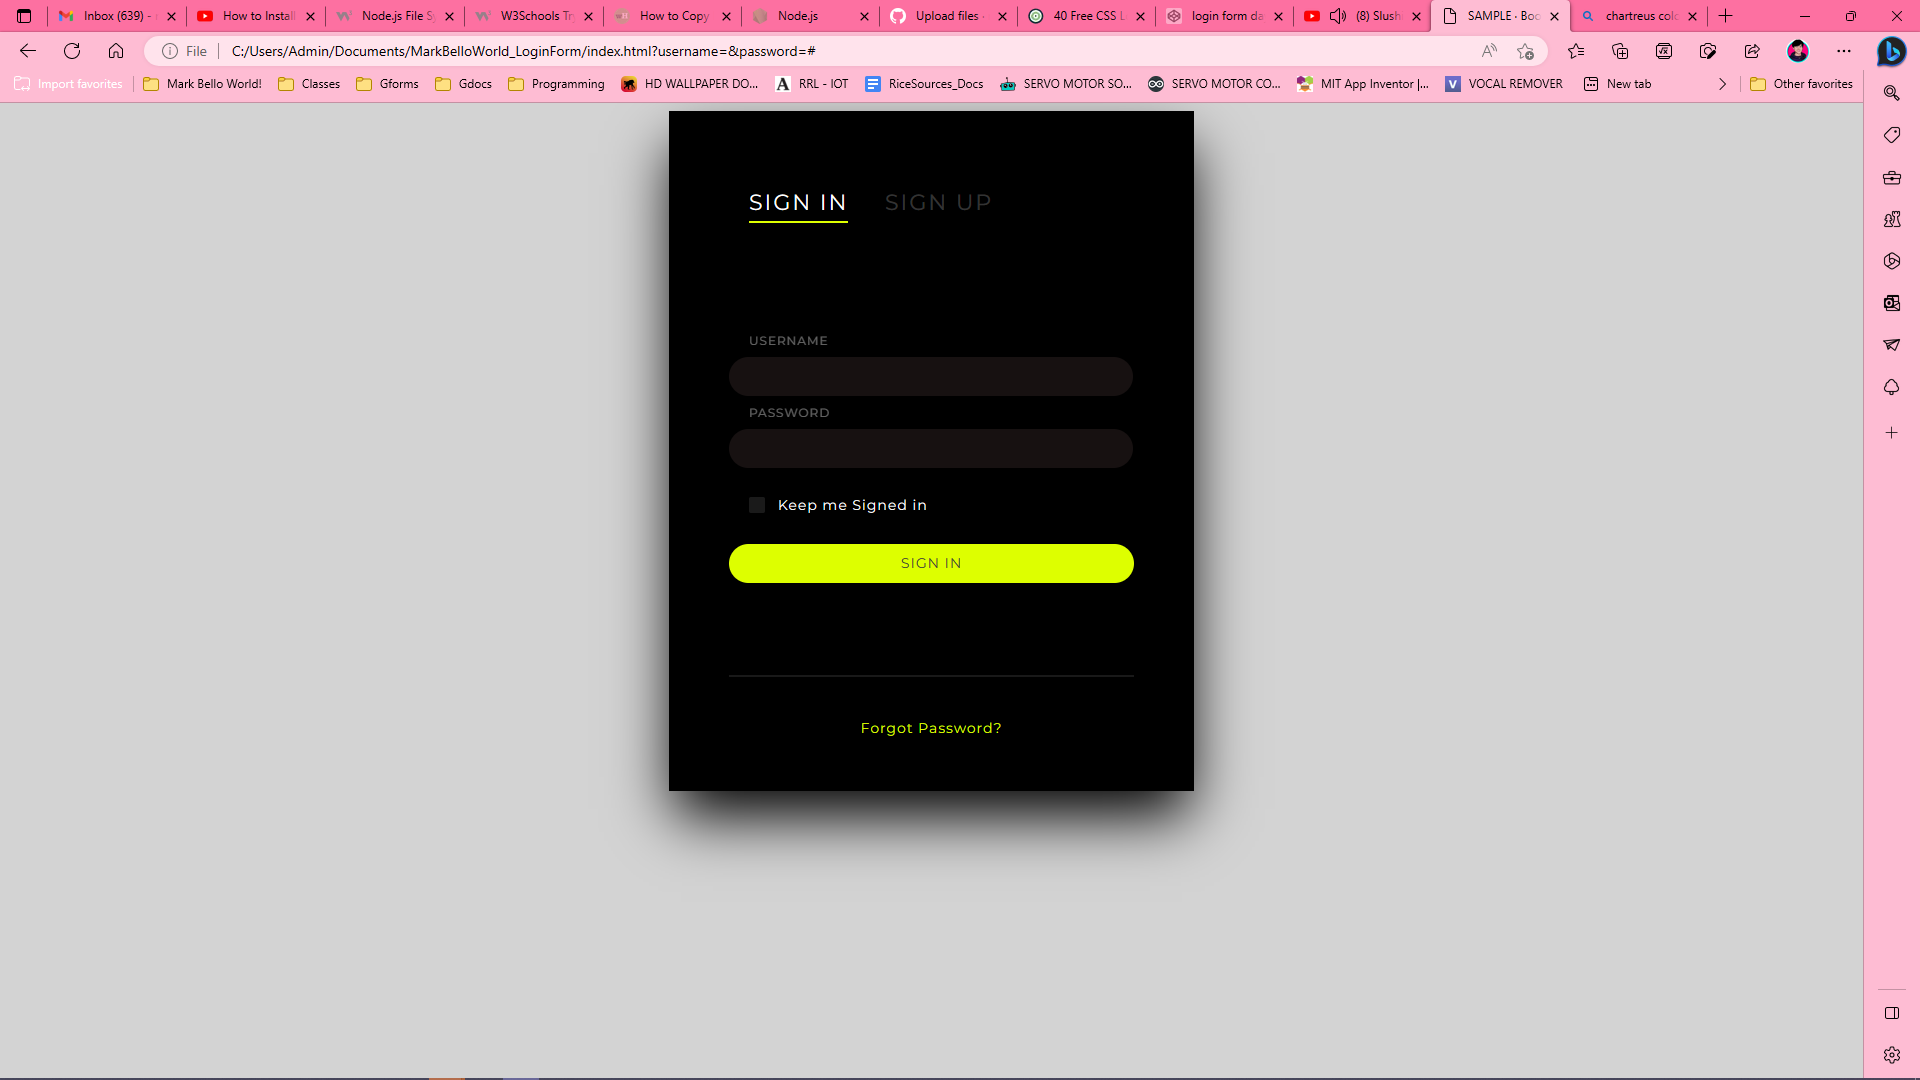 Inbox (639) -
How to Install
Node.js File Sy
W3Schools Try
How to Copy
Node.js
Upload files ·
40 Free CSS L
login form da
(8) Slush
SAMPLE · Boo
chartreus colo
File
C:/Users/Admin/Documents/MarkBelloWorld_LoginForm/index.html?username=&password=#
Import favorites
Mark Bello World!
Classes
Gforms
Gdocs
Programming
HD WALLPAPER DO...
RRL - IOT
RiceSources_Docs
SERVO MOTOR SO...
SERVO MOTOR CO...
MIT App Inventor |...
VOCAL REMOVER
New tab
Other favorites
SIGN IN
SIGN UP
USERNAME
PASSWORD
Keep me Signed in
SIGN IN
Forgot Password?